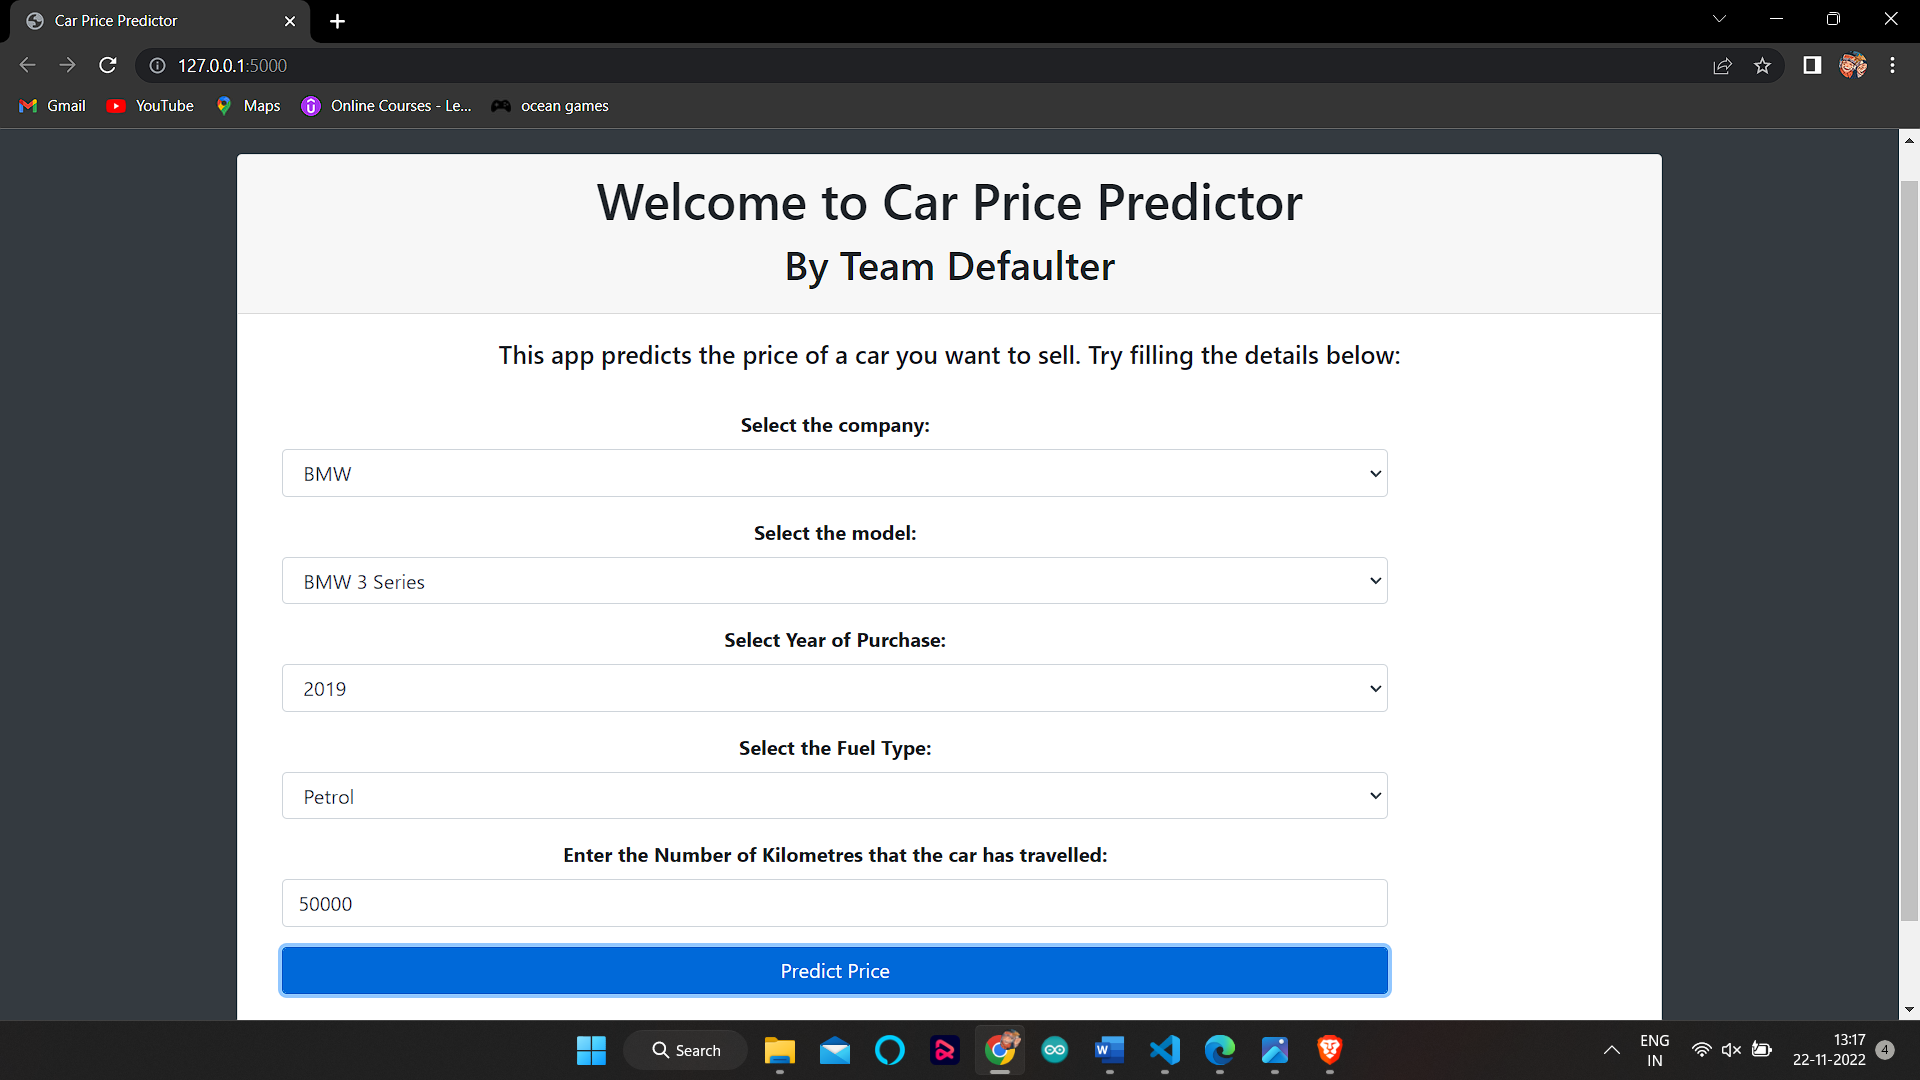 Car Price Predictor
127.0.0.1:5000
Gmail YouTube Maps Online Courses - Le... ocean games
Welcome to Car Price Predictor
By Team Defaulter
This app predicts the price of a car you want to sell. Try filling the details below:
Select the company:
BMW
Select the model:
BMW 3 Series
Select Year of Purchase:
2019
Select the Fuel Type:
Petrol
Enter the Number of Kilometres that the car has travelled:
50000
Predict Price
Search
ENG
IN
13:17
22-11-2022
4